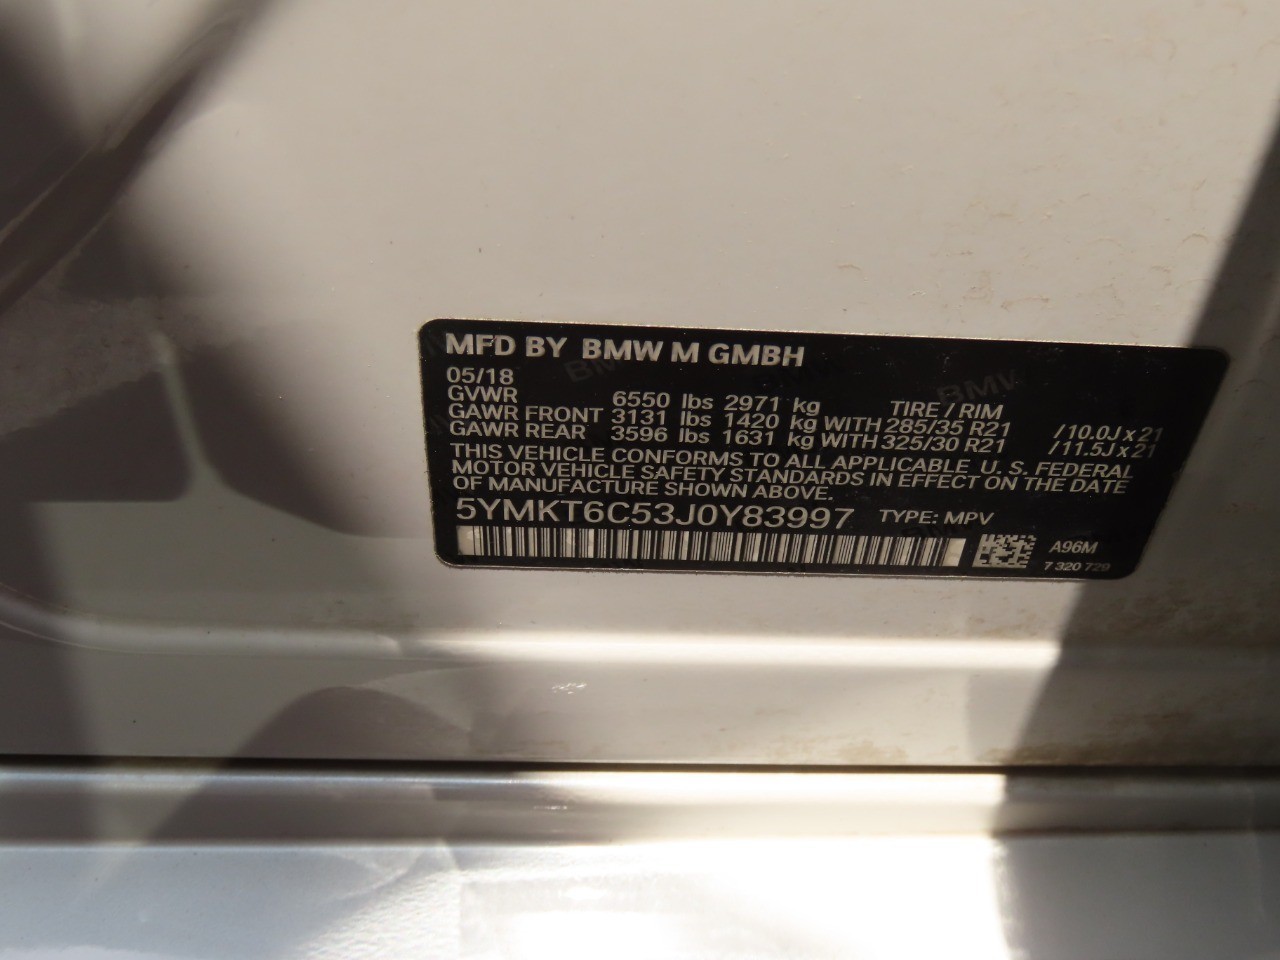 MFD BY BMW M GMBH
05/18
GVWR 6550 lbs 2971 kg TIRE / RIM
GAWR FRONT 3131 lbs 1420 kg WITH 285/35 R21 /10.0J x 21
GAWR REAR 3596 lbs 1631 kg WITH 325/30 R21 /11.5J x 21
THIS VEHICLE CONFORMS TO ALL APPLICABLE U.S. FEDERAL
MOTOR VEHICLE SAFETY STANDARDS IN EFFECT ON THE DATE
OF MANUFACTURE SHOWN ABOVE.
5YMKT6C53J0Y83997 TYPE: MPV
A96M
7 320 729